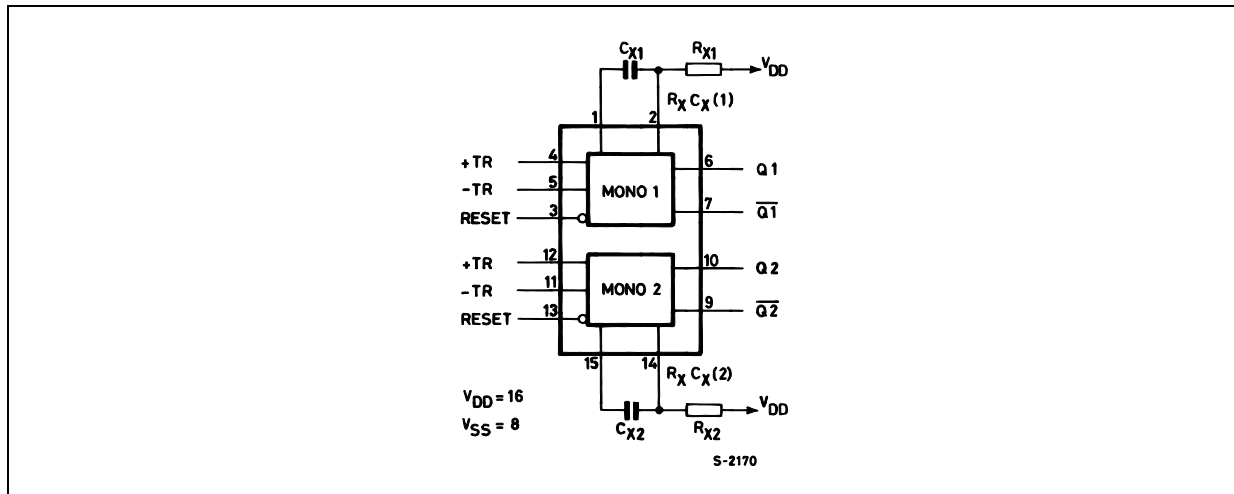 CX1 RX1
VDD
RX CX (1)
1 2
+TR 4 6 Q1
-TR 5 MONO 1
7 Q1
RESET 3
+TR 12 10 Q2
-TR 11 MONO 2
9 Q2
RESET 13
15 14 RX CX (2)
VDD = 16
VDD
VSS = 8
CX2 RX2
S-2170